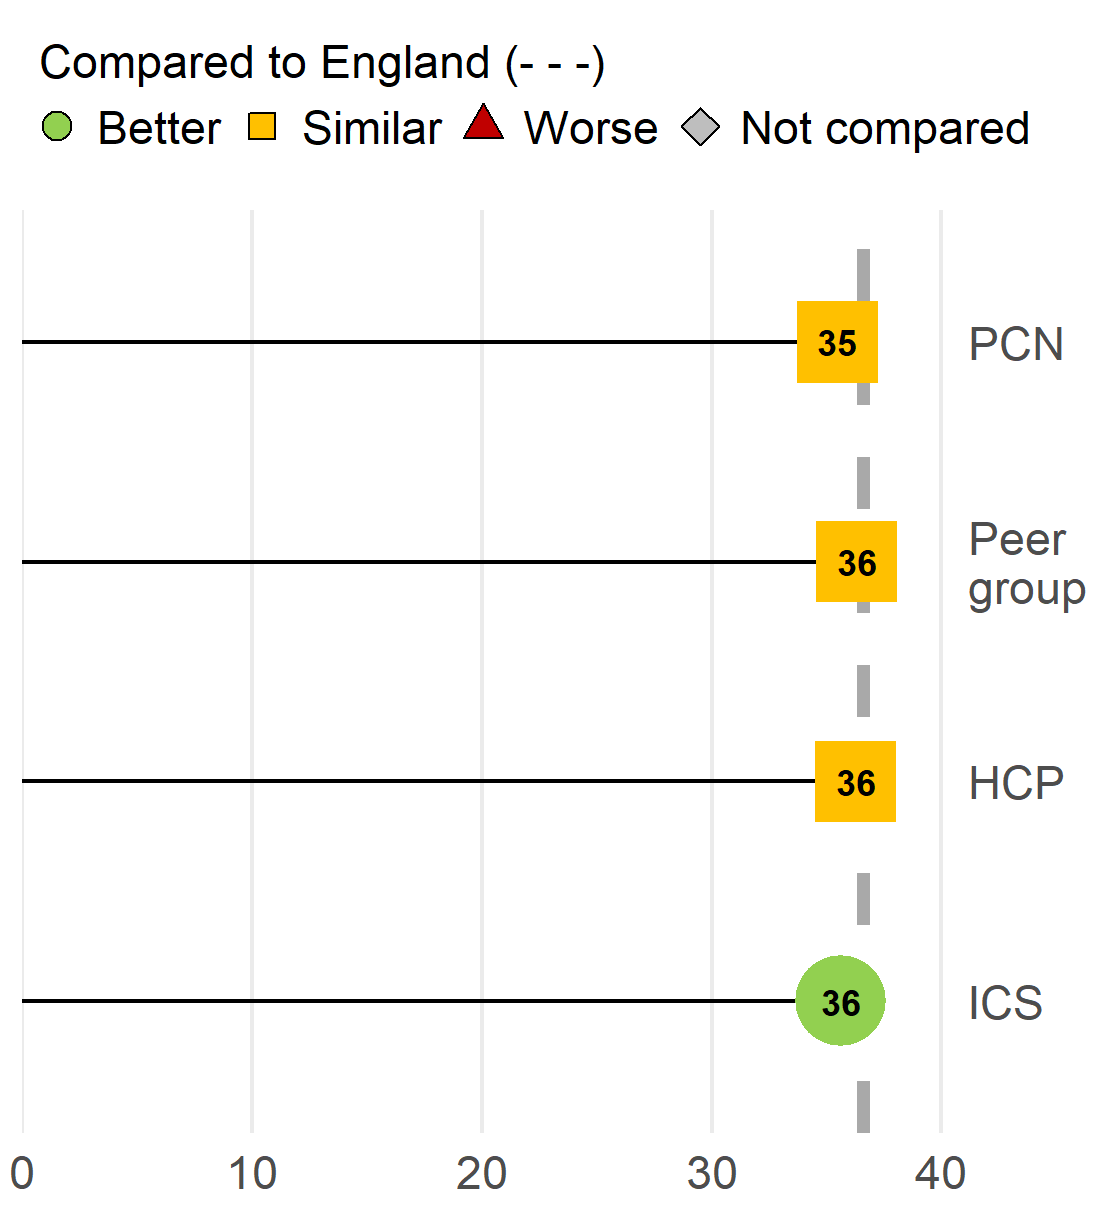 Compared to England (- - -)
Better Similar Worse Not compared
35 PCN
36 Peer
group
36 HCP
36 ICS
0 10 20 30 40